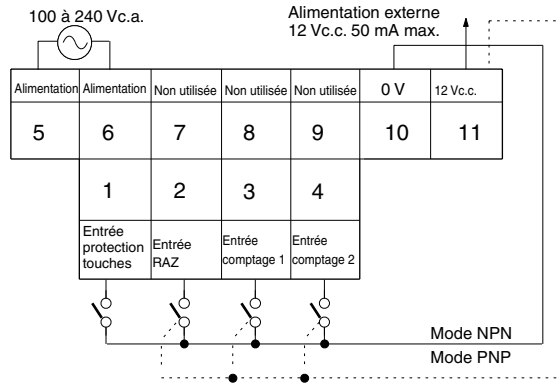 100 à 240 Vc.a.
Alimentation externe
12 Vc.c. 50 mA max.
Alimentation Alimentation Non utilisée Non utilisée Non utilisée 0 V 12 Vc.c.
5 6 7 8 9 10 11
1 2 3 4
Entrée protection touches
Entrée RAZ
Entrée comptage 1
Entrée comptage 2
Mode NPN
Mode PNP